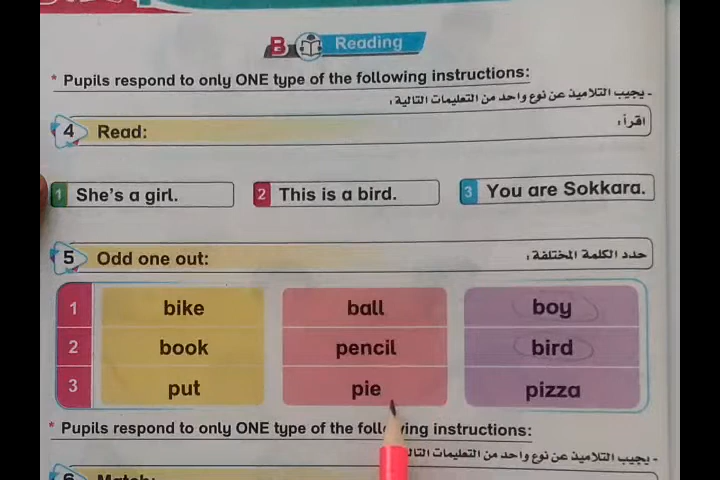 B Reading
* Pupils respond to only ONE type of the following instructions:
- يجيب التلاميذ عن نوع واحد من التعليمات التالية:
4 Read: اقرأ:
1 She's a girl. 2 This is a bird. 3 You are Sokkara.
5 Odd one out: حدد الكلمة المختلفة:
1 bike ball boy
2 book pencil bird
3 put pie pizza
* Pupils respond to only ONE type of the following instructions:
- يجيب التلاميذ عن نوع واحد من التعليمات
6 Match: